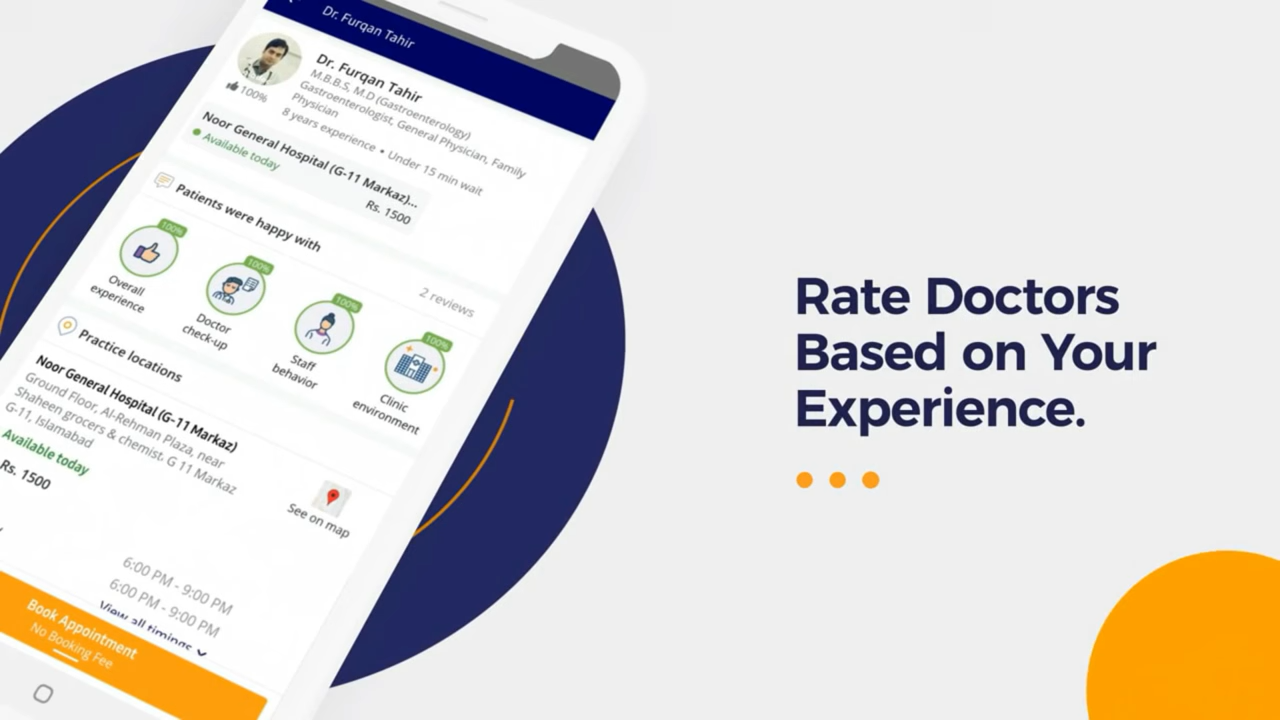 Dr. Furqan Tahir
Dr. Furqan Tahir
M.B.B.S, M.D (Gastroenterology)
Gastroenterologist, General Physician, Family
Physician
100%
8 years experience • Under 15 min wait
Noor General Hospital (G-11 Markaz)...
Available today
Rs. 1500
Patients were happy with
2 reviews
100%
100%
100%
100%
Overall
experience
Doctor
check-up
Staff
behavior
Clinic
environment
Practice locations
Noor General Hospital (G-11 Markaz)
Ground Floor, Al-Rehman Plaza, near
Shaheen grocers & chemist. G 11 Markaz
G-11, Islamabad
Available today
Rs. 1500
See on map
6:00 PM - 9:00 PM
6:00 PM - 9:00 PM
View all timings
Book Appointment
No Booking Fee
Rate Doctors
Based on Your
Experience.